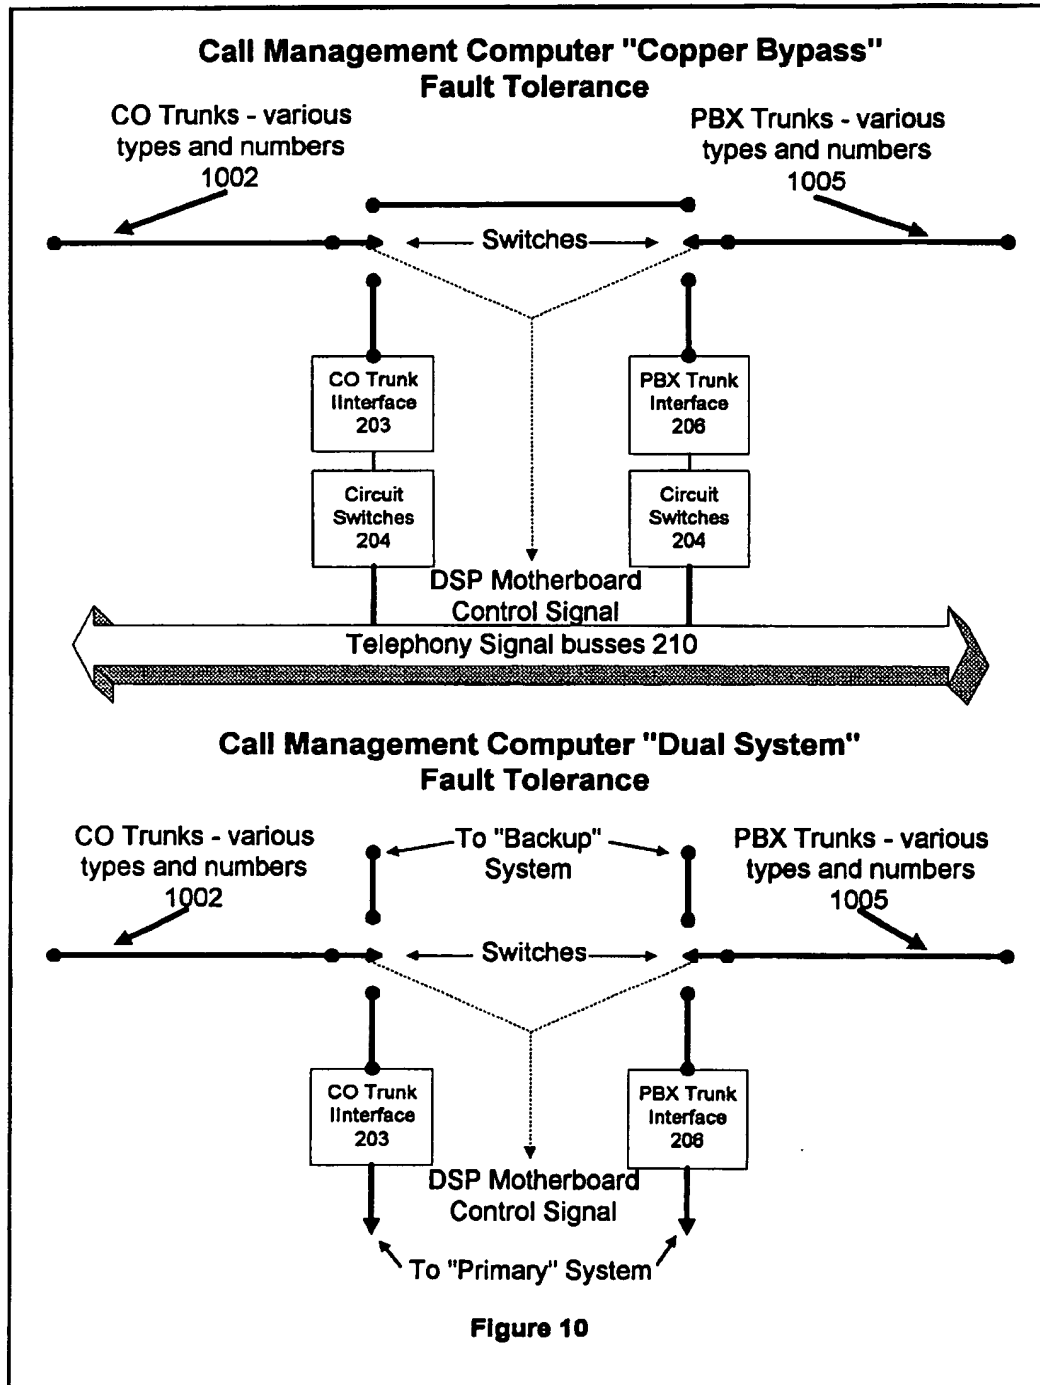 Call Management Computer "Copper Bypass"
Fault Tolerance
CO Trunks - various
types and numbers
1002
PBX Trunks - various
types and numbers
1005
Switches
CO Trunk
IInterface
203
PBX Trunk
Interface
206
Circuit
Switches
204
Circuit
Switches
204
DSP Motherboard
Control Signal
Telephony Signal busses 210
Call Management Computer "Dual System"
Fault Tolerance
CO Trunks - various
types and numbers
1002
To "Backup"
System
PBX Trunks - various
types and numbers
1005
Switches
CO Trunk
IInterface
203
PBX Trunk
Interface
206
DSP Motherboard
Control Signal
To "Primary" System
Figure 10